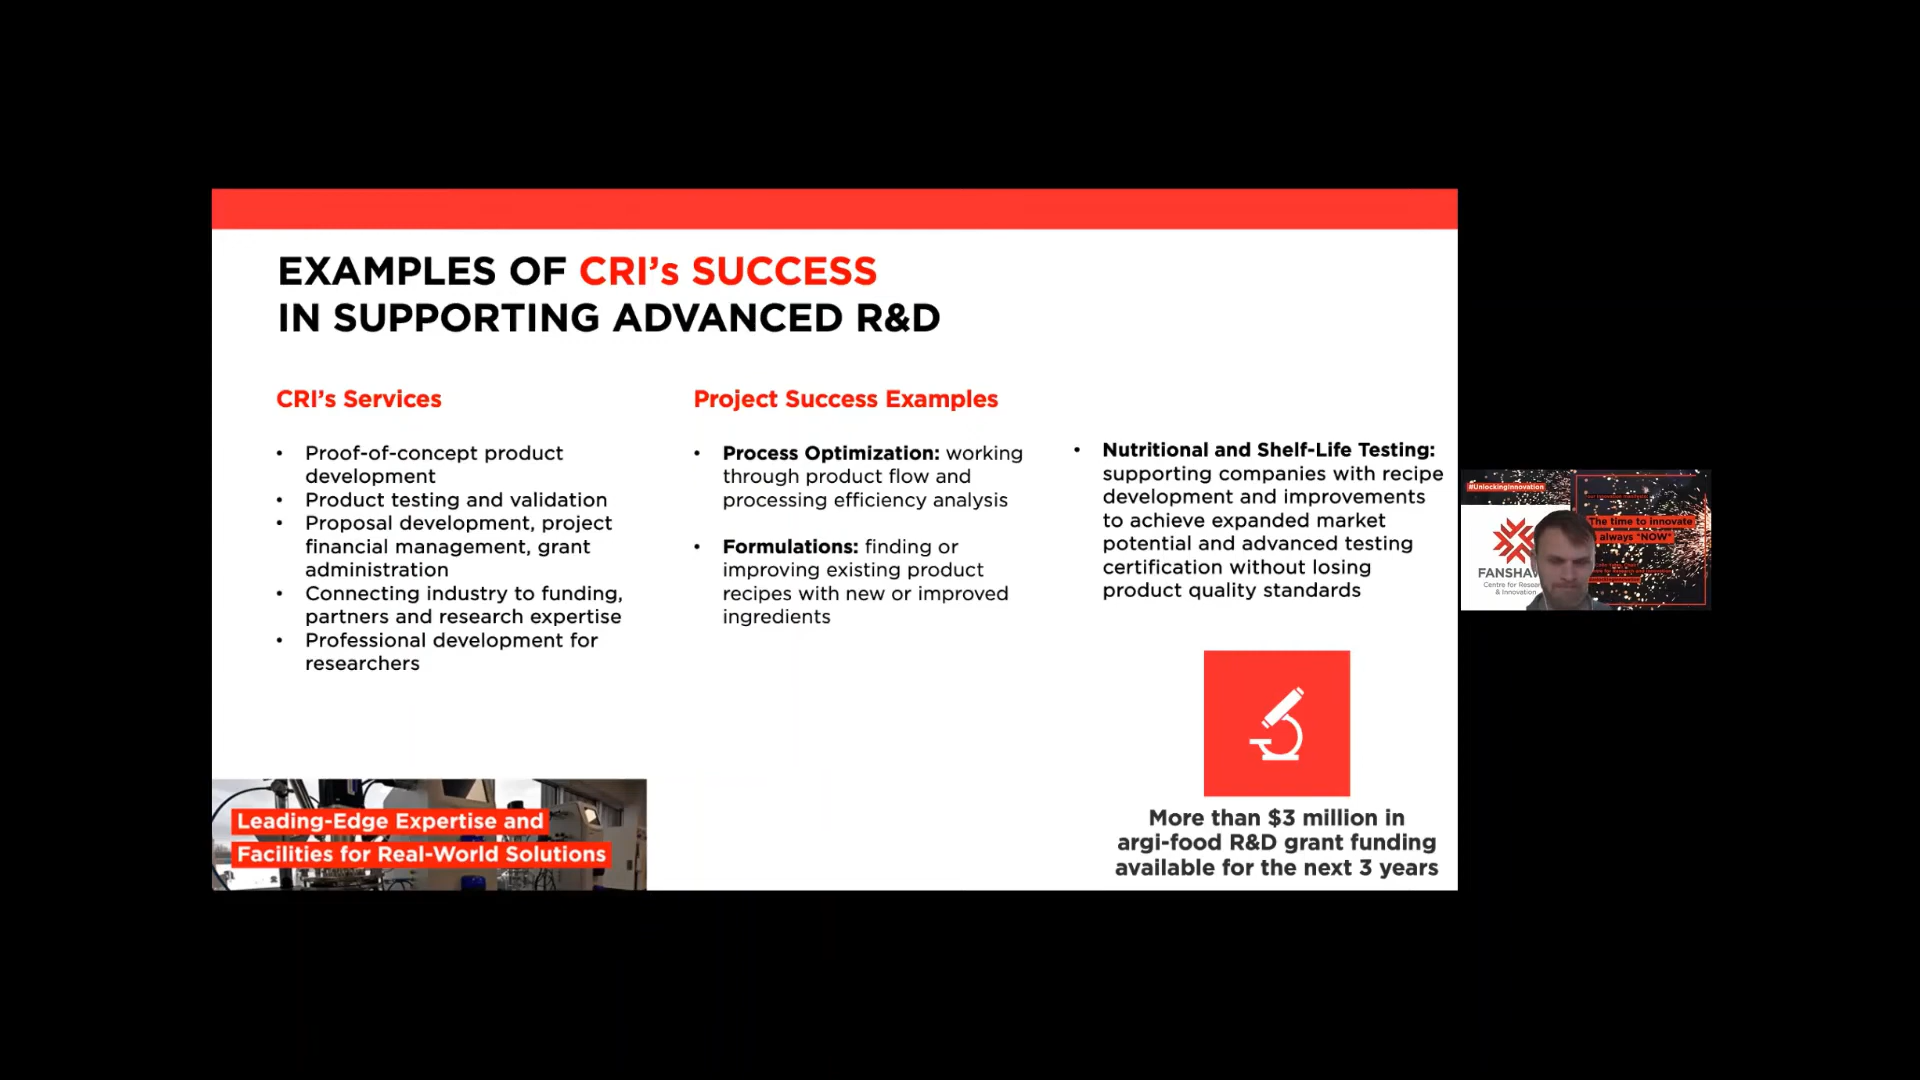 EXAMPLES OF CRI's SUCCESS
IN SUPPORTING ADVANCED R&D
CRI's Services
• Proof-of-concept product
development
• Product testing and validation
• Proposal development, project
financial management, grant
administration
• Connecting industry to funding,
partners and research expertise
• Professional development for
researchers
Project Success Examples
• Process Optimization: working
through product flow and
processing efficiency analysis
• Formulations: finding or
improving existing product
recipes with new or improved
ingredients
• Nutritional and Shelf-Life Testing:
supporting companies with recipe
development and improvements
to achieve expanded market
potential and advanced testing
certification without losing
product quality standards
Leading-Edge Expertise and
Facilities for Real-World Solutions
More than $3 million in
argi-food R&D grant funding
available for the next 3 years
#UnlockingInnovation
The time to innovate
always "NOW"
FANSHAW
Centre for Resear
& Innovation